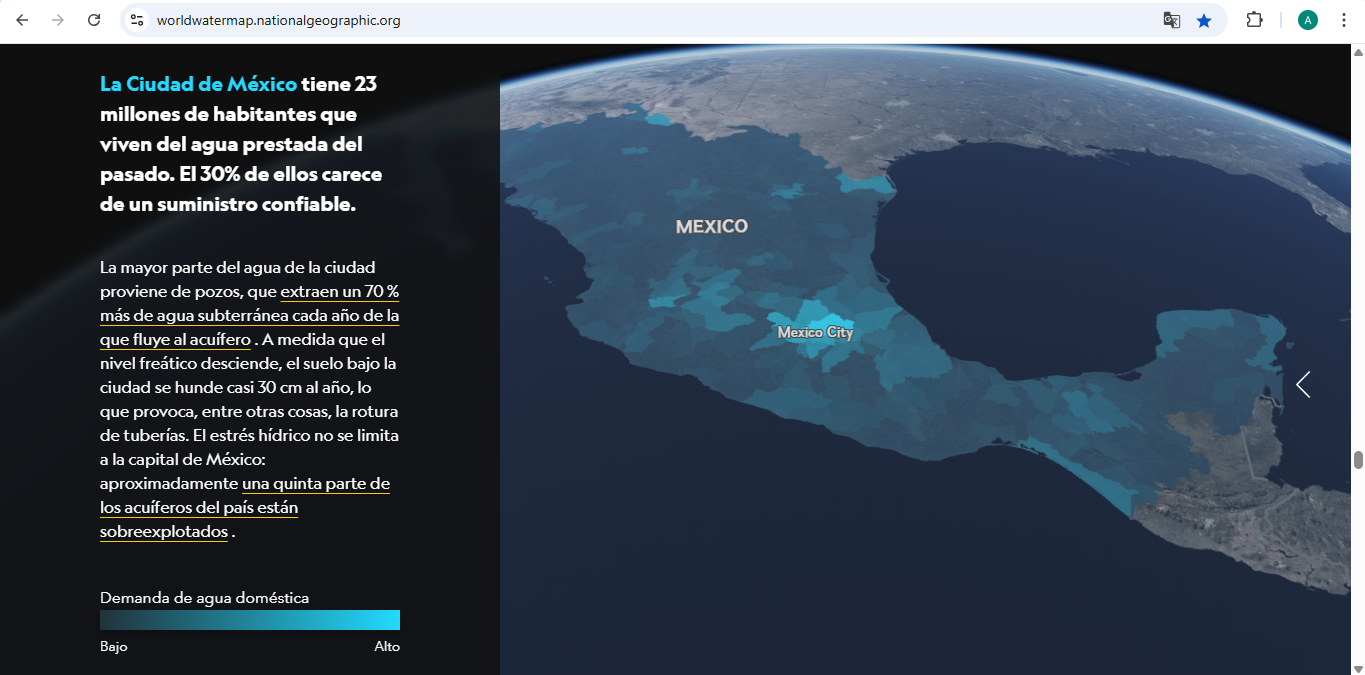 worldwatermap.nationalgeographic.org
A
La Ciudad de México tiene 23
millones de habitantes que
viven del agua prestada del
pasado. El 30% de ellos carece
de un suministro confiable.
La mayor parte del agua de la ciudad
proviene de pozos, que extraen un 70 %
más de agua subterránea cada año de la
que fluye al acuífero .  A medida que el
nivel freático desciende, el suelo bajo la
ciudad se hunde casi 30 cm al año, lo
que provoca, entre otras cosas, la rotura
de tuberías. El estrés hídrico no se limita
a la capital de México:
aproximadamente una quinta parte de
los acuíferos del país están
sobreexplotados .
Demanda de agua doméstica
Bajo Alto
MEXICO
Mexico City